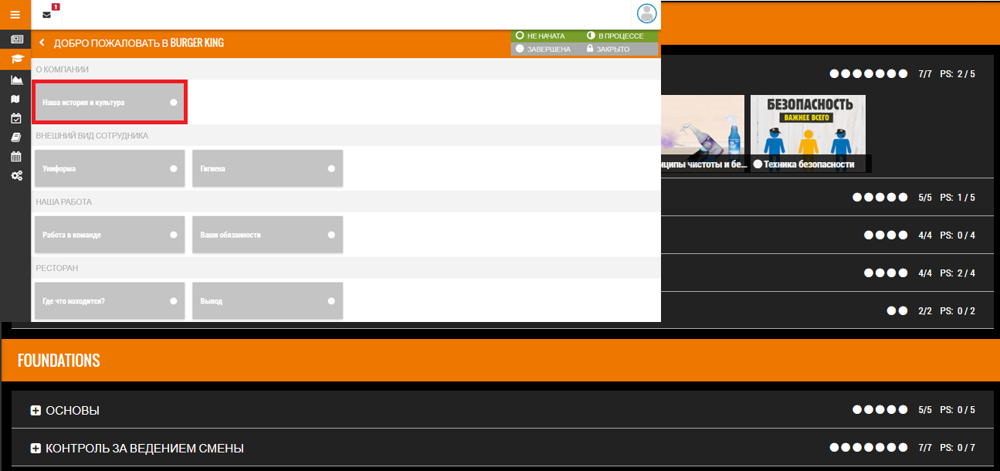 1
ДОБРО ПОЖАЛОВАТЬ В BURGER KING
НЕ НАЧАТА В ПРОЦЕССЕ
ЗАВЕРШЕНА ЗАКРЫТО
О КОМПАНИИ
Наша история и культура
ВНЕШНИЙ ВИД СОТРУДНИКА
Униформа Гигиена
НАША РАБОТА
Работа в команде Ваши обязанности
РЕСТОРАН
Где что находятся? Вывод
7/7 PS: 2 / 5
БЕЗОПАСНОСТЬ
ВАЖНЕЕ ВСЕГО
нципы чистоты и бе... Техника безопасности
5/5 PS: 1 / 5
4/4 PS: 0 / 4
4/4 PS: 2 / 4
2/2 PS: 0 / 2
FOUNDATIONS
ОСНОВЫ 5/5 PS: 0 / 5
КОНТРОЛЬ ЗА ВЕДЕНИЕМ СМЕНЫ 7/7 PS: 0 / 7